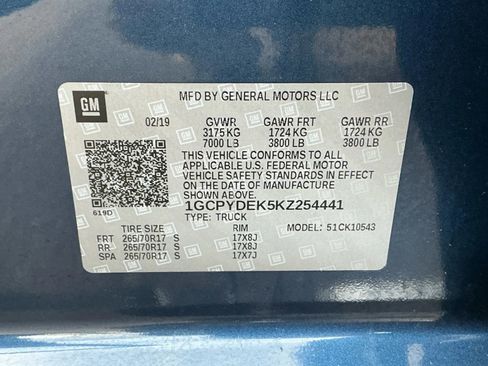 GM
MFD BY GENERAL MOTORS LLC
02/19 GVWR GAWR FRT GAWR RR
3175 KG 1724 KG 1724 KG
7000 LB 3800 LB 3800 LB
THIS VEHICLE CONFORMS TO ALL APPLICABLE
U.S. FEDERAL MOTOR
VEHICLE SAFETY STANDARDS IN EFFECT
ON THE DATE OF MANUFACTURE
SHOWN ABOVE.
619D
1GCPYDEK5KZ254441
TYPE: TRUCK MODEL: 51CK10543
TIRE SIZE RIM
FRT 265/70R17 S 17X8J
RR 265/70R17 S 17X8J
SPA 265/70R17 S 17X7J